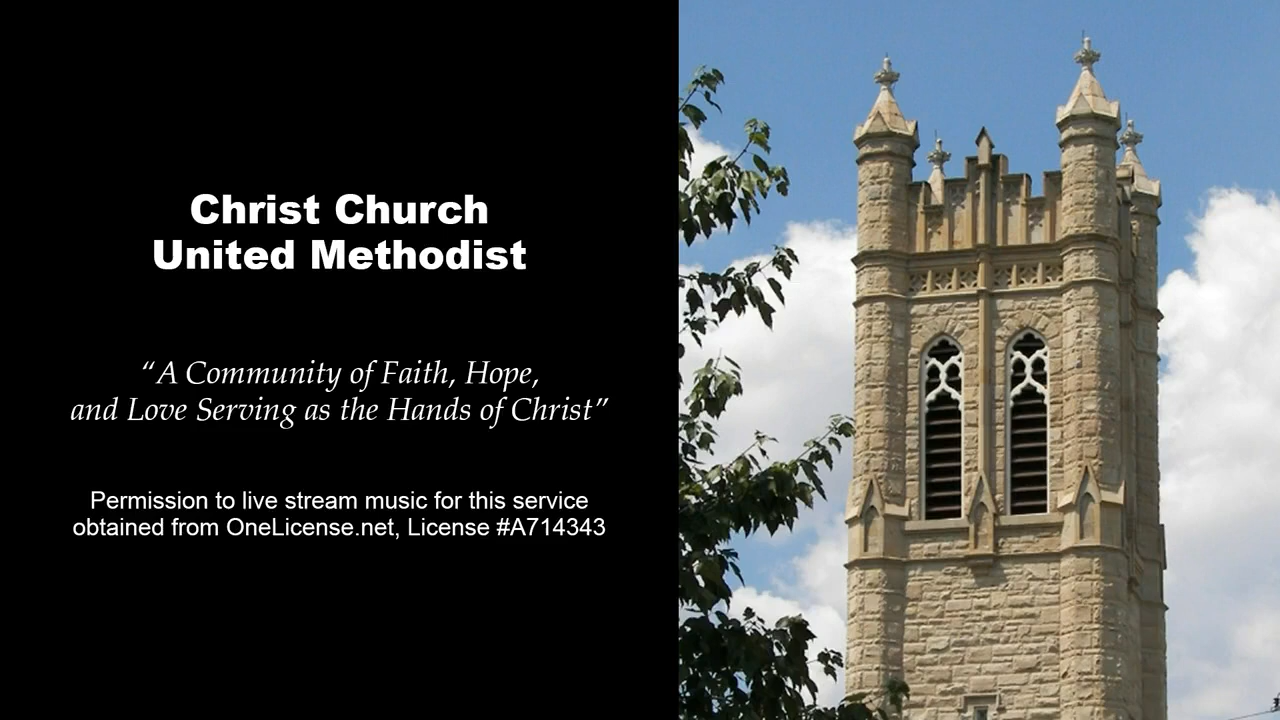 Christ Church
United Methodist
“A Community of Faith, Hope,
and Love Serving as the Hands of Christ”
Permission to live stream music for this service
obtained from OneLicense.net, License #A714343